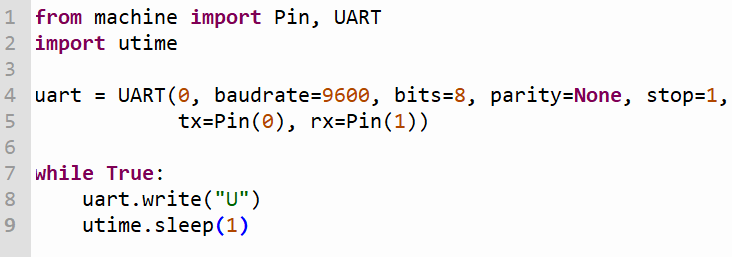 1 from machine import Pin, UART
2 import utime
3
4 uart = UART(0, baudrate=9600, bits=8, parity=None, stop=1,
5             tx=Pin(0), rx=Pin(1))
6
7 while True:
8     uart.write("U")
9     utime.sleep(1)